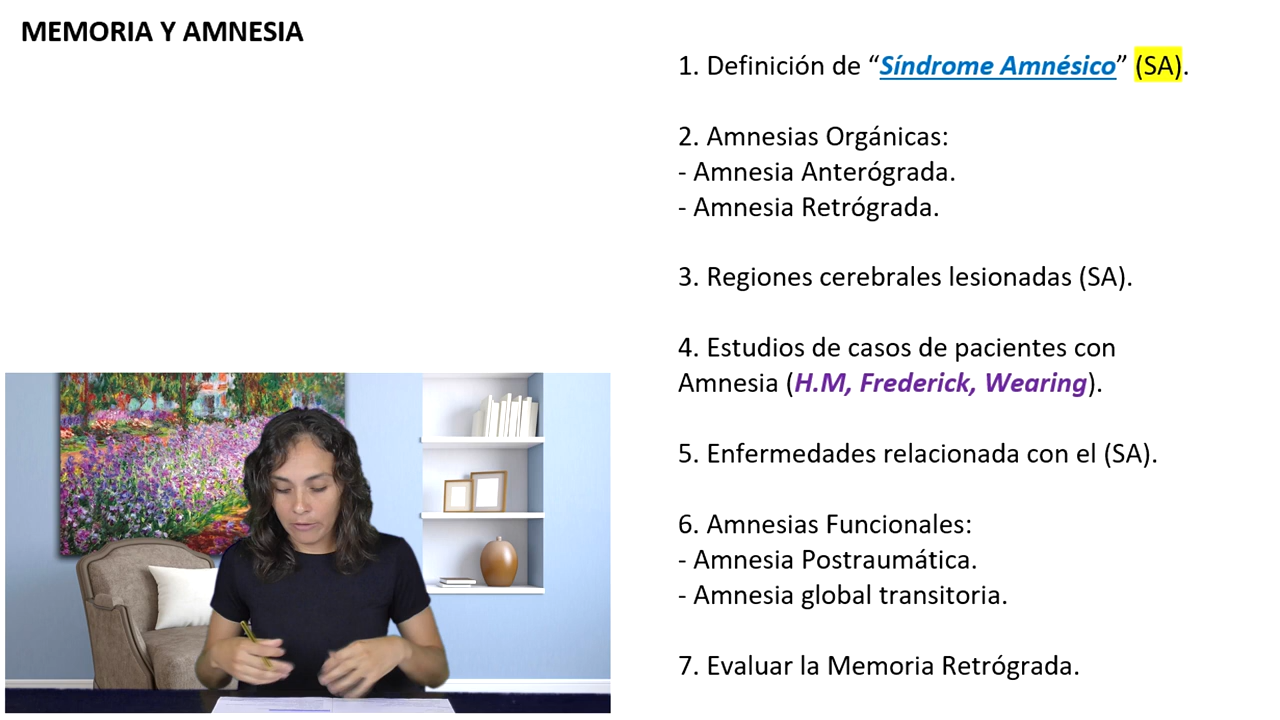 MEMORIA Y AMNESIA
1. Definición de “Síndrome Amnésico” (SA).
2. Amnesias Orgánicas:
- Amnesia Anterógrada.
- Amnesia Retrógrada.
3. Regiones cerebrales lesionadas (SA).
4. Estudios de casos de pacientes con
Amnesia (H.M, Frederick, Wearing).
5. Enfermedades relacionada con el (SA).
6. Amnesias Funcionales:
- Amnesia Postraumática.
- Amnesia global transitoria.
7. Evaluar la Memoria Retrógrada.